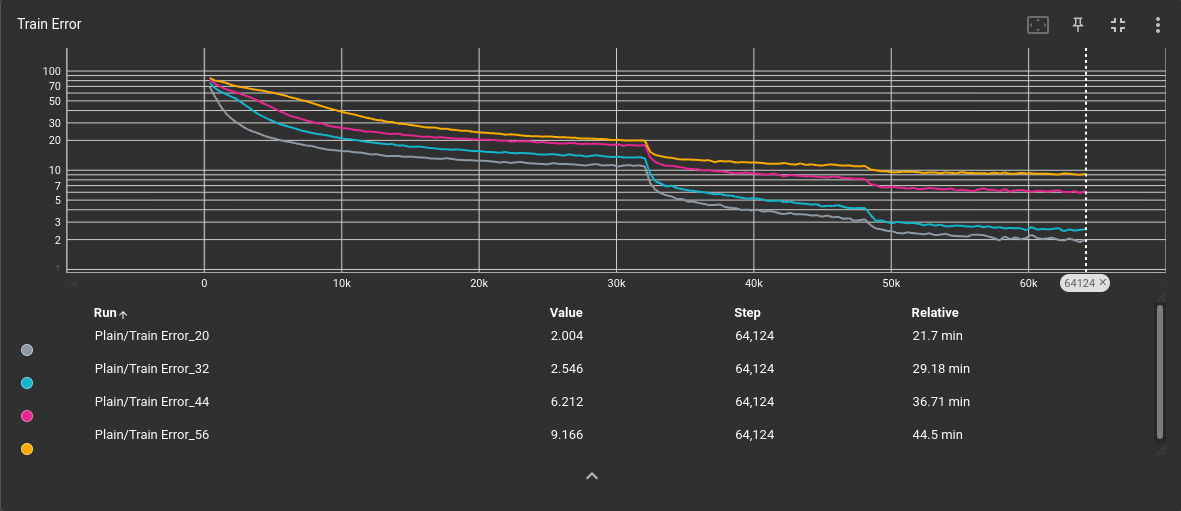 Train Error
100
70
50
30
20
10
7
5
3
2
1
0 10k 20k 30k 40k 50k 60k 64124 ×
Run Value Step Relative
Plain/Train Error_20 2.004 64,124 21.7 min
Plain/Train Error_32 2.546 64,124 29.18 min
Plain/Train Error_44 6.212 64,124 36.71 min
Plain/Train Error_56 9.166 64,124 44.5 min